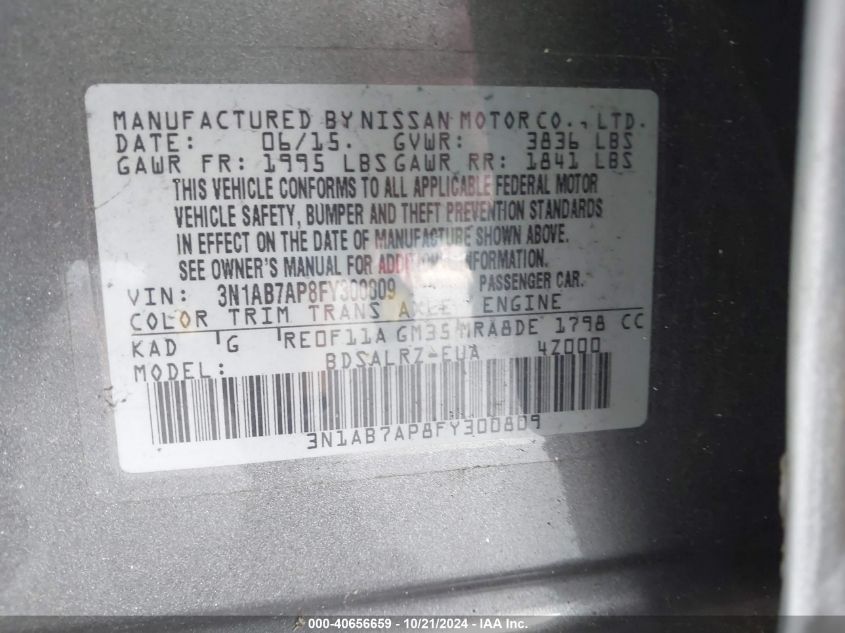 MANUFACTURED BY NISSAN MOTOR CO., LTD.
DATE: 06/15. GVWR: 3836 LBS
GAWR FR: 1995 LBS GAWR RR: 1841 LBS
THIS VEHICLE CONFORMS TO ALL APPLICABLE FEDERAL MOTOR
VEHICLE SAFETY, BUMPER AND THEFT PREVENTION STANDARDS
IN EFFECT ON THE DATE OF MANUFACTURE SHOWN ABOVE.
SEE OWNER'S MANUAL FOR ADDITIONAL INFORMATION.
VIN: 3N1AB7AP8FY300809 PASSENGER CAR.
COLOR TRIM TRANS AXLE ENGINE
KAD G RE0F11A GM35 MRA8DE 1798 CC
MODEL: BDSALRZ-EUA 4Z000
3N1AB7AP8FY300809
000-40656659 - 10/21/2024 - IAA Inc.